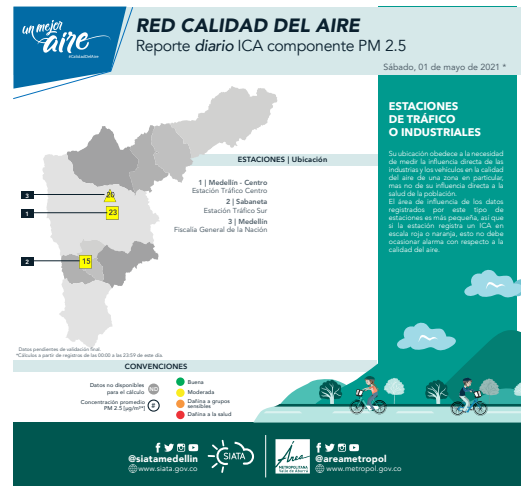 un mejor
aire
#CalidadDelAire
RED CALIDAD DEL AIRE
Reporte diario ICA componente PM 2.5
Sábado, 01 de mayo de 2021 *
ESTACIONES
DE TRÁFICO
O INDUSTRIALES
Su ubicación obedece a la necesidad
de medir la influencia directa de las
industrias y los vehículos en la calidad
del aire de una zona en particular,
mas no de su influencia directa a la
salud de la población.
El área de influencia de los datos
registrados por este tipo de
estaciones es más pequeña, así que
si la estación registra un ICA en
escala roja o naranja, esto no debe
ocasionar alarma con respecto a la
calidad del aire.
ESTACIONES | Ubicación
1 | Medellín - Centro
Estación Tráfico Centro
2 | Sabaneta
Estación Tráfico Sur
3 | Medellín
Fiscalia General de la Nación
3
20
1
23
2
15
Datos pendientes de validación final.
*Cálculos a partir de registros de las 00:00 a las 23:59 de este día.
CONVENCIONES
Datos no disponibles
para el cálculo
ND
Concentración promedio
PM 2.5 [µg/m³*]
#
Buena
Moderada
Dañina a grupos
sensibles
Dañina a la salud
@siatamedellin
www.siata.gov.co
SIATA
Área
METROPOLITANA
Valle de Aburrá
@areametropol
www.metropol.gov.co